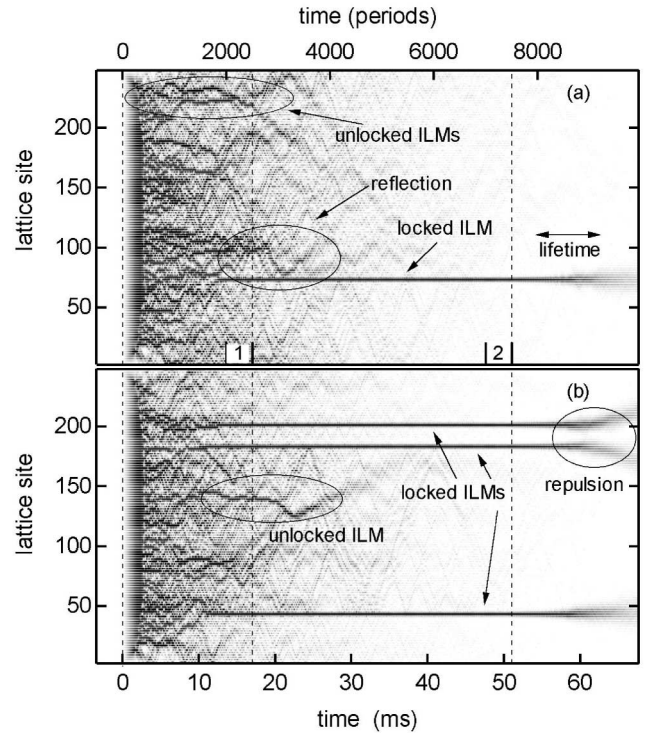 time (periods)
0 2000 4000 6000 8000
(a)
200
unlocked ILMs
150
reflection
lattice site
100
locked ILM
lifetime
50
1 2
(b)
200
locked ILMs
repulsion
150
unlocked ILM
lattice site
100
50
0 10 20 30 40 50 60
time (ms)